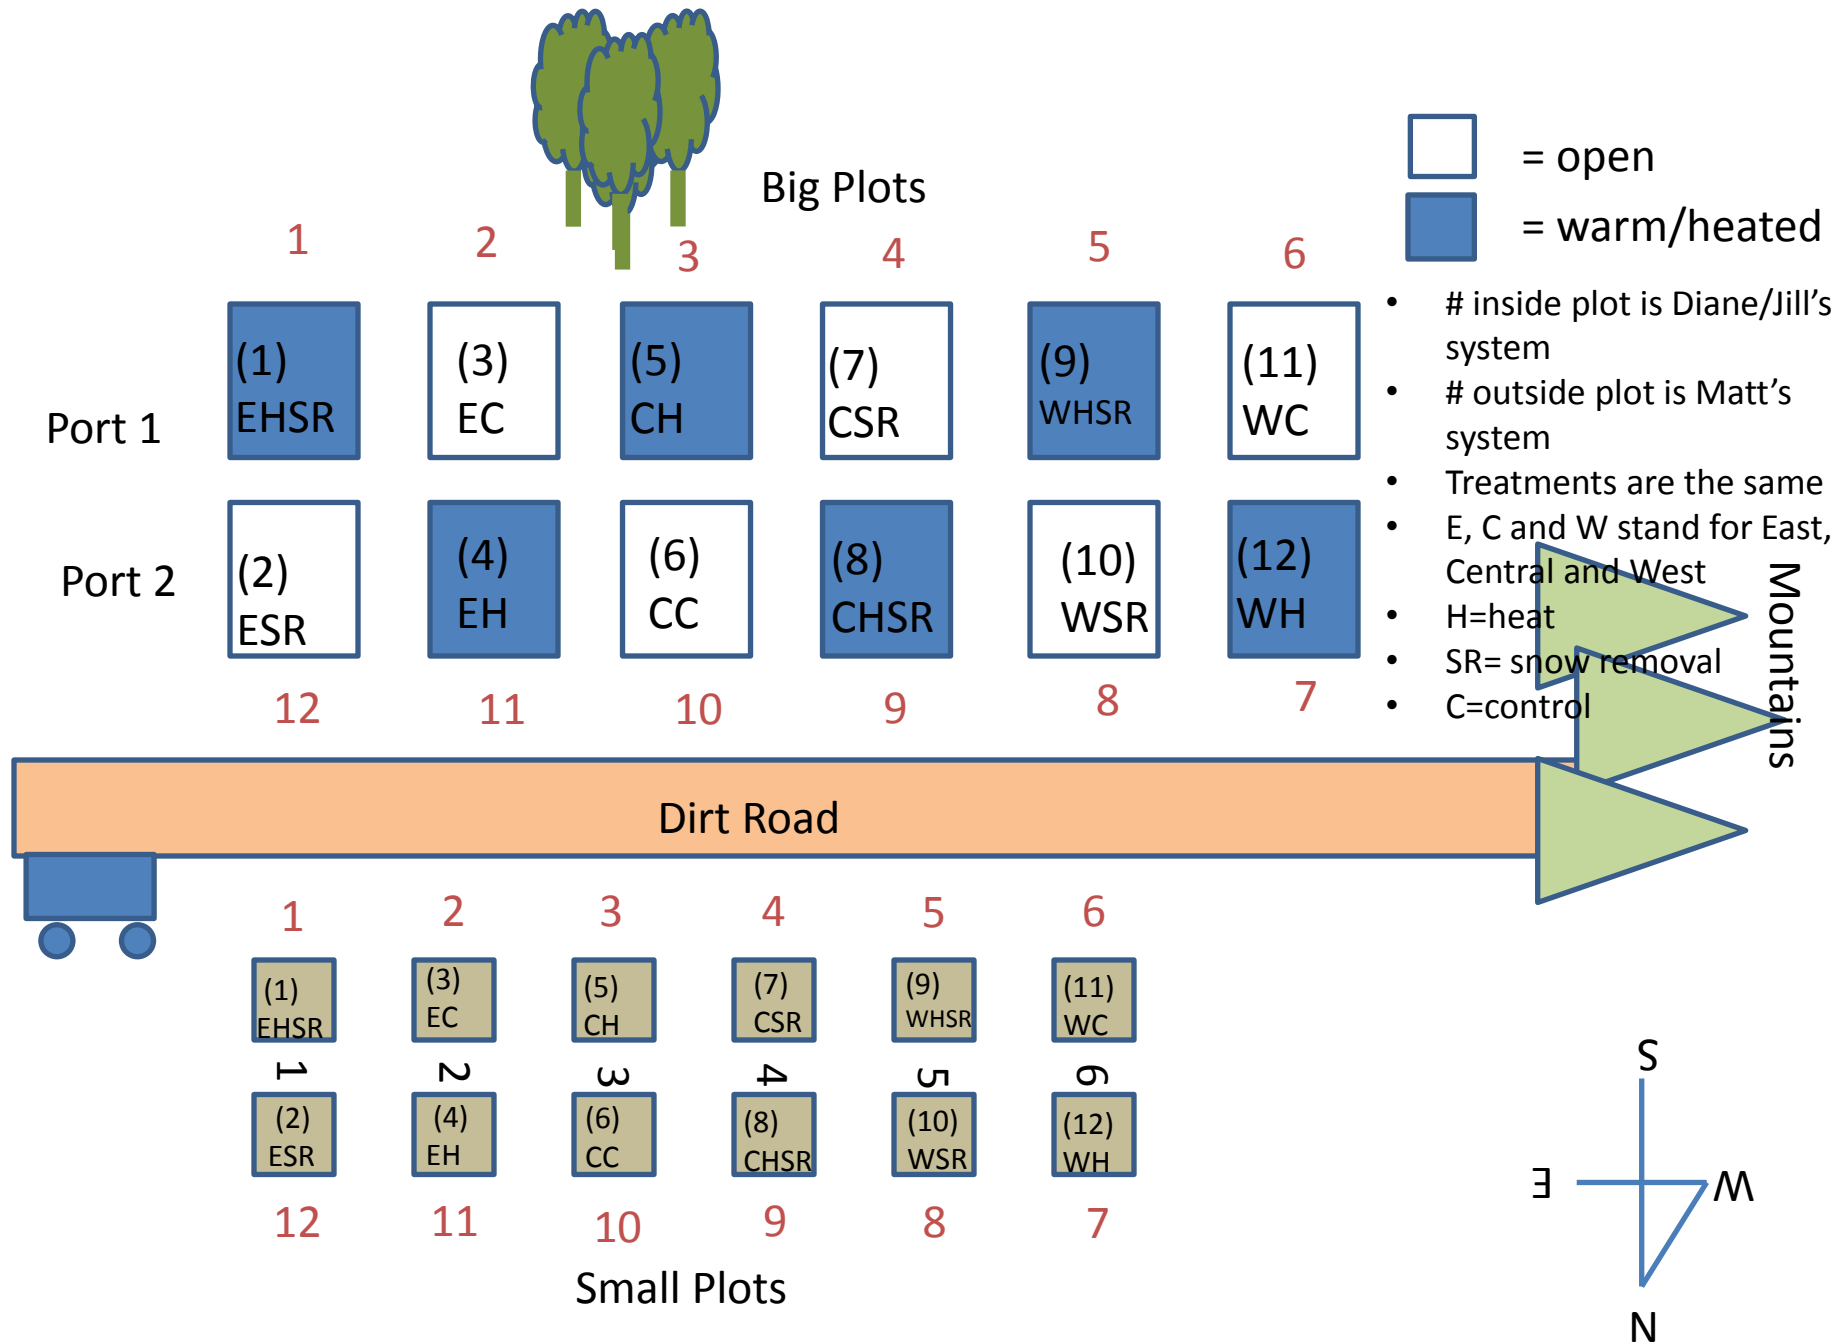 Big Plots
= open
= warm/heated
1 2 3 4 5 6
• # inside plot is Diane/Jill's
system
• # outside plot is Matt's
system
• Treatments are the same
• E, C and W stand for East,
Central and West
• H=heat
• SR= snow removal
• C=control
Mountains
Port 1
(1) (3) (5) (7) (9) (11)
EHSR EC CH CSR WHSR WC
Port 2
(2) (4) (6) (8) (10) (12)
ESR EH CC CHSR WSR WH
12 11 10 9 8 7
Dirt Road
1 2 3 4 5 6
(1) (3) (5) (7) (9) (11)
EHSR EC CH CSR WHSR WC
1 2 3 4 5 6
(2) (4) (6) (8) (10) (12)
ESR EH CC CHSR WSR WH
12 11 10 9 8 7
Small Plots
S
E W
N